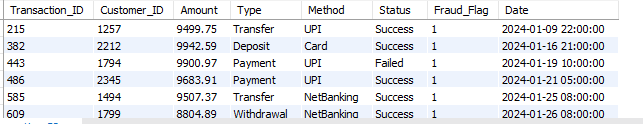 Transaction_ID Customer_ID Amount Type Method Status Fraud_Flag Date
215 1257 9499.75 Transfer UPI Success 1 2024-01-09 22:00:00
382 2212 9942.59 Deposit Card Success 1 2024-01-16 21:00:00
443 1794 9900.97 Payment UPI Failed 1 2024-01-19 10:00:00
486 2345 9683.91 Payment UPI Success 1 2024-01-21 05:00:00
585 1494 9507.37 Transfer NetBanking Success 1 2024-01-25 08:00:00
609 1799 8804.89 Withdrawal NetBanking Success 1 2024-01-26 08:00:00